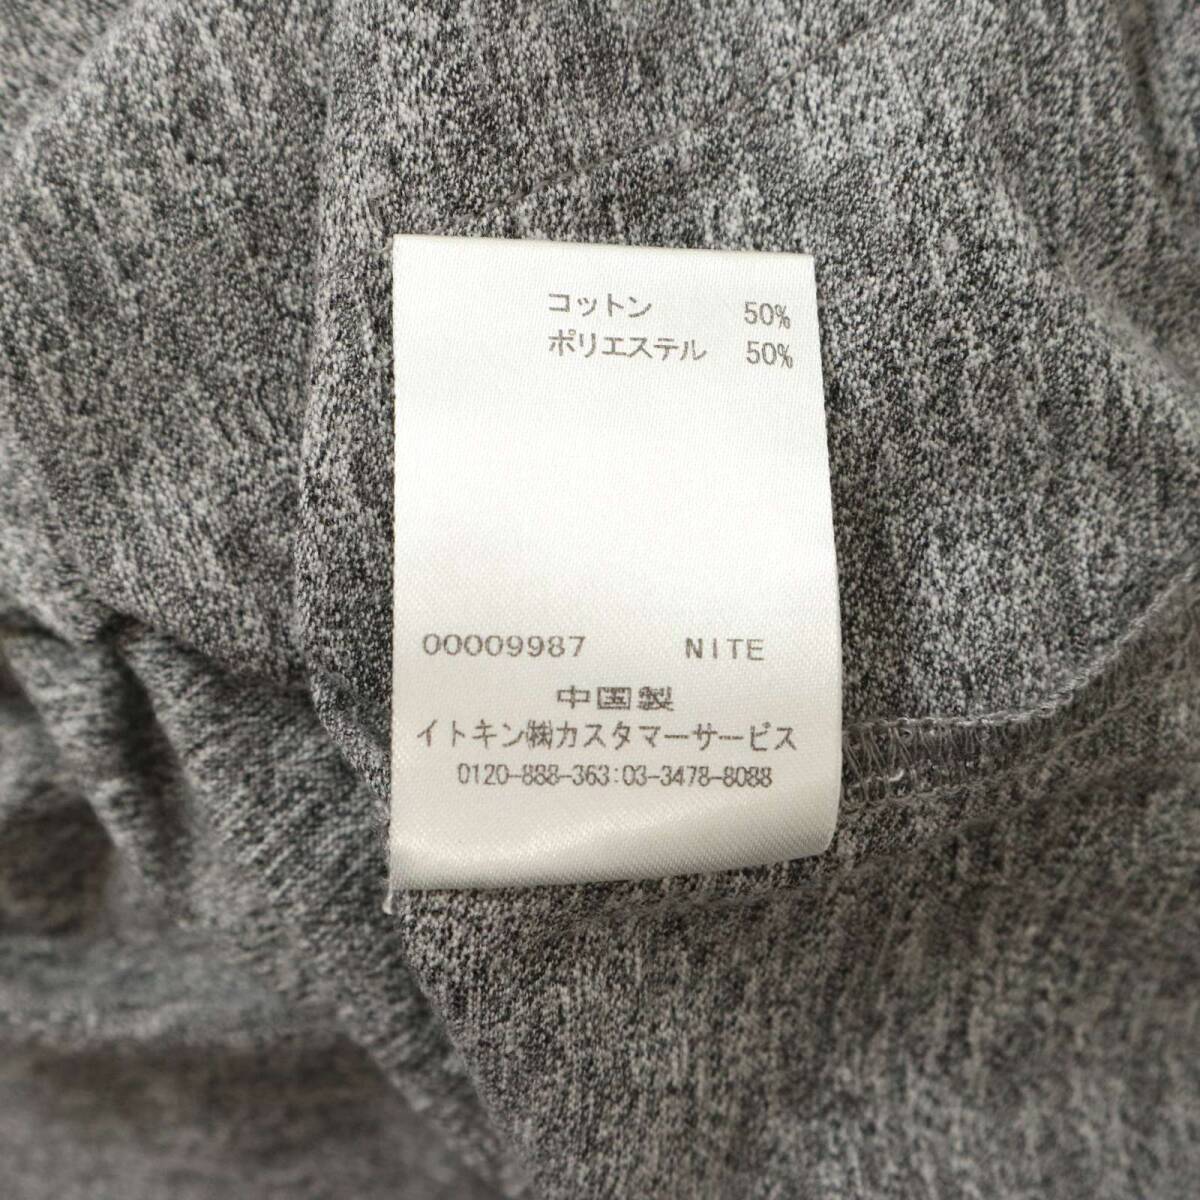 コットン 50%
ポリエステル 50%
00009987 NITE
中国製
イトキン㈱カスタマーサービス
0120-888-363:03-3478-8088